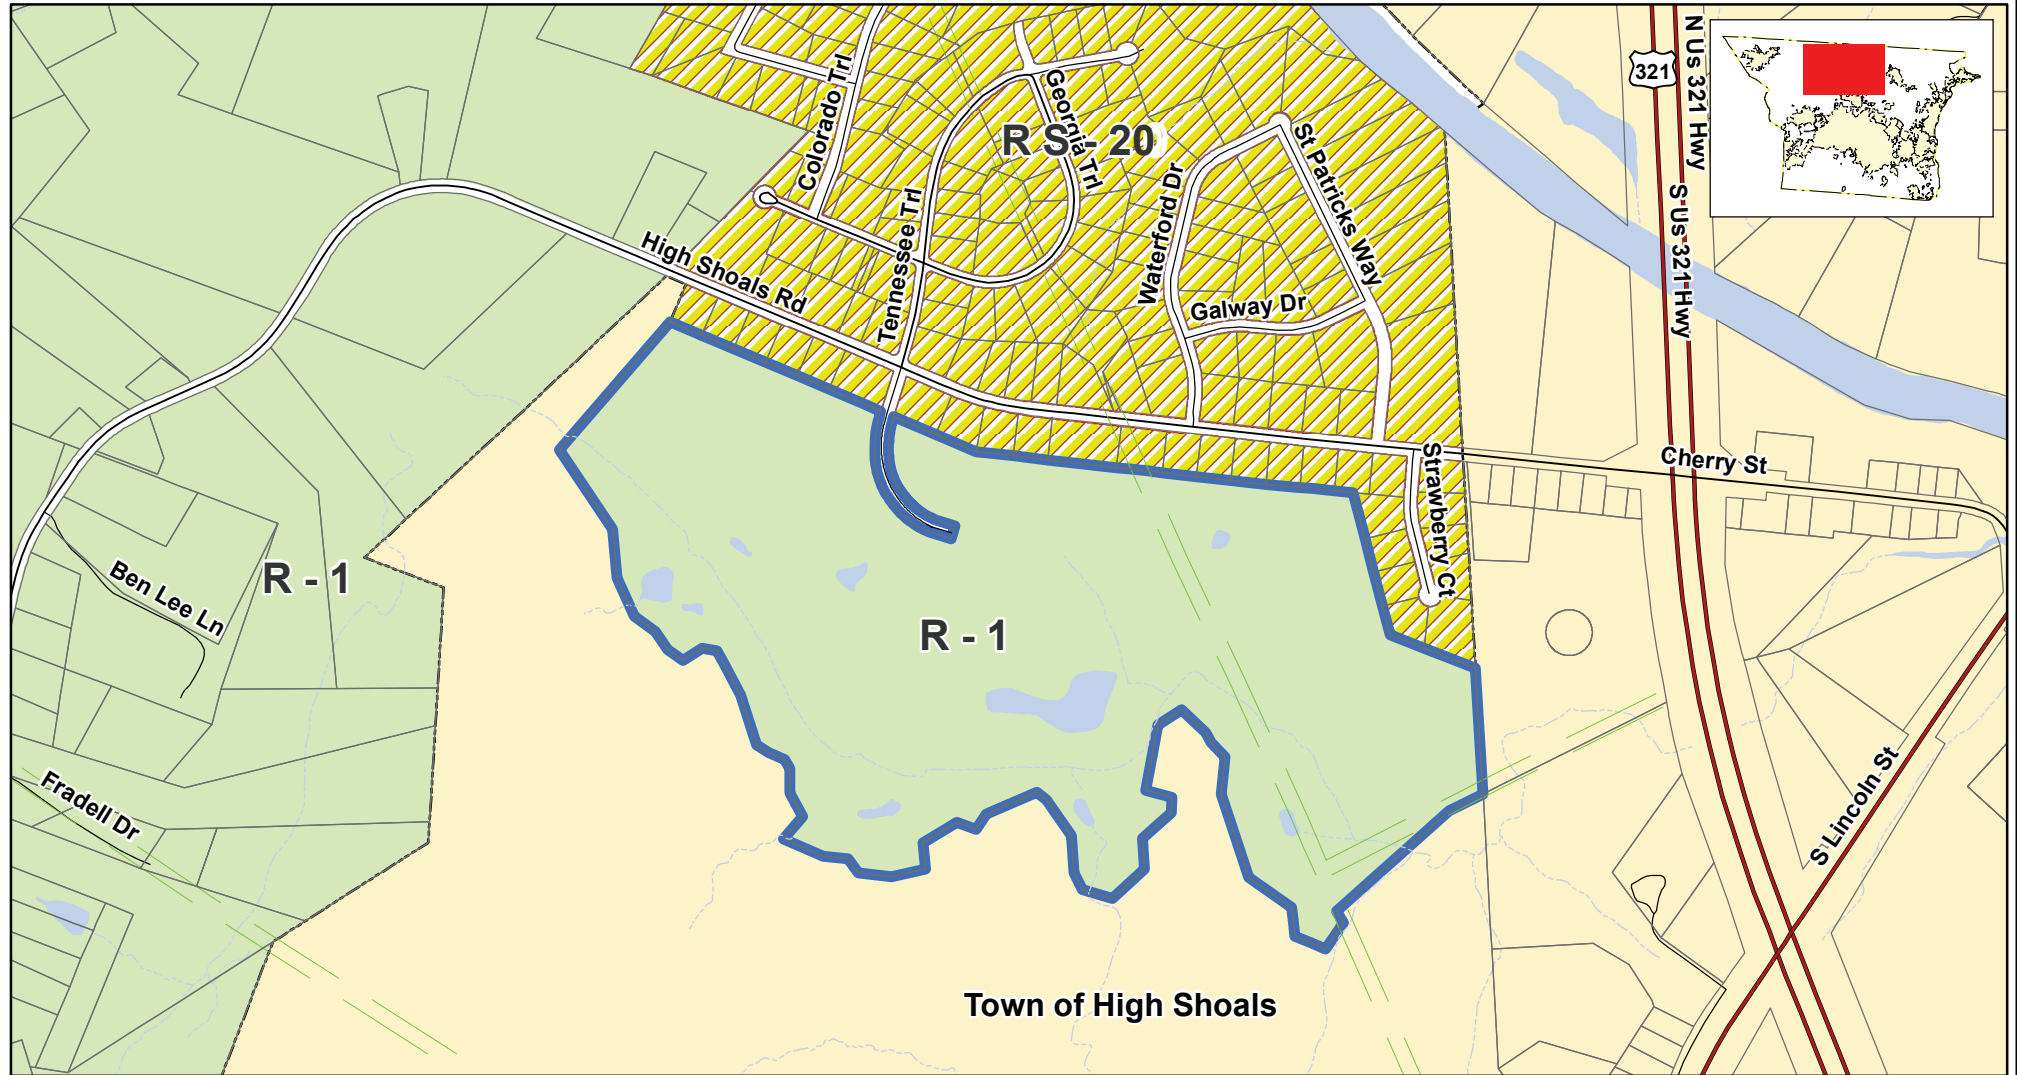 N Us 321 Hwy
321
Colorado Trl
Georgia Trl
R S - 20
St Patricks Way
Waterford Dr
Tennessee Trl
S Us 321 Hwy
High Shoals Rd
Galway Dr
Cherry St
Strawberry Ct
R - 1
Ben Lee Ln
R - 1
Fradell Dr
S Lincoln St
Town of High Shoals